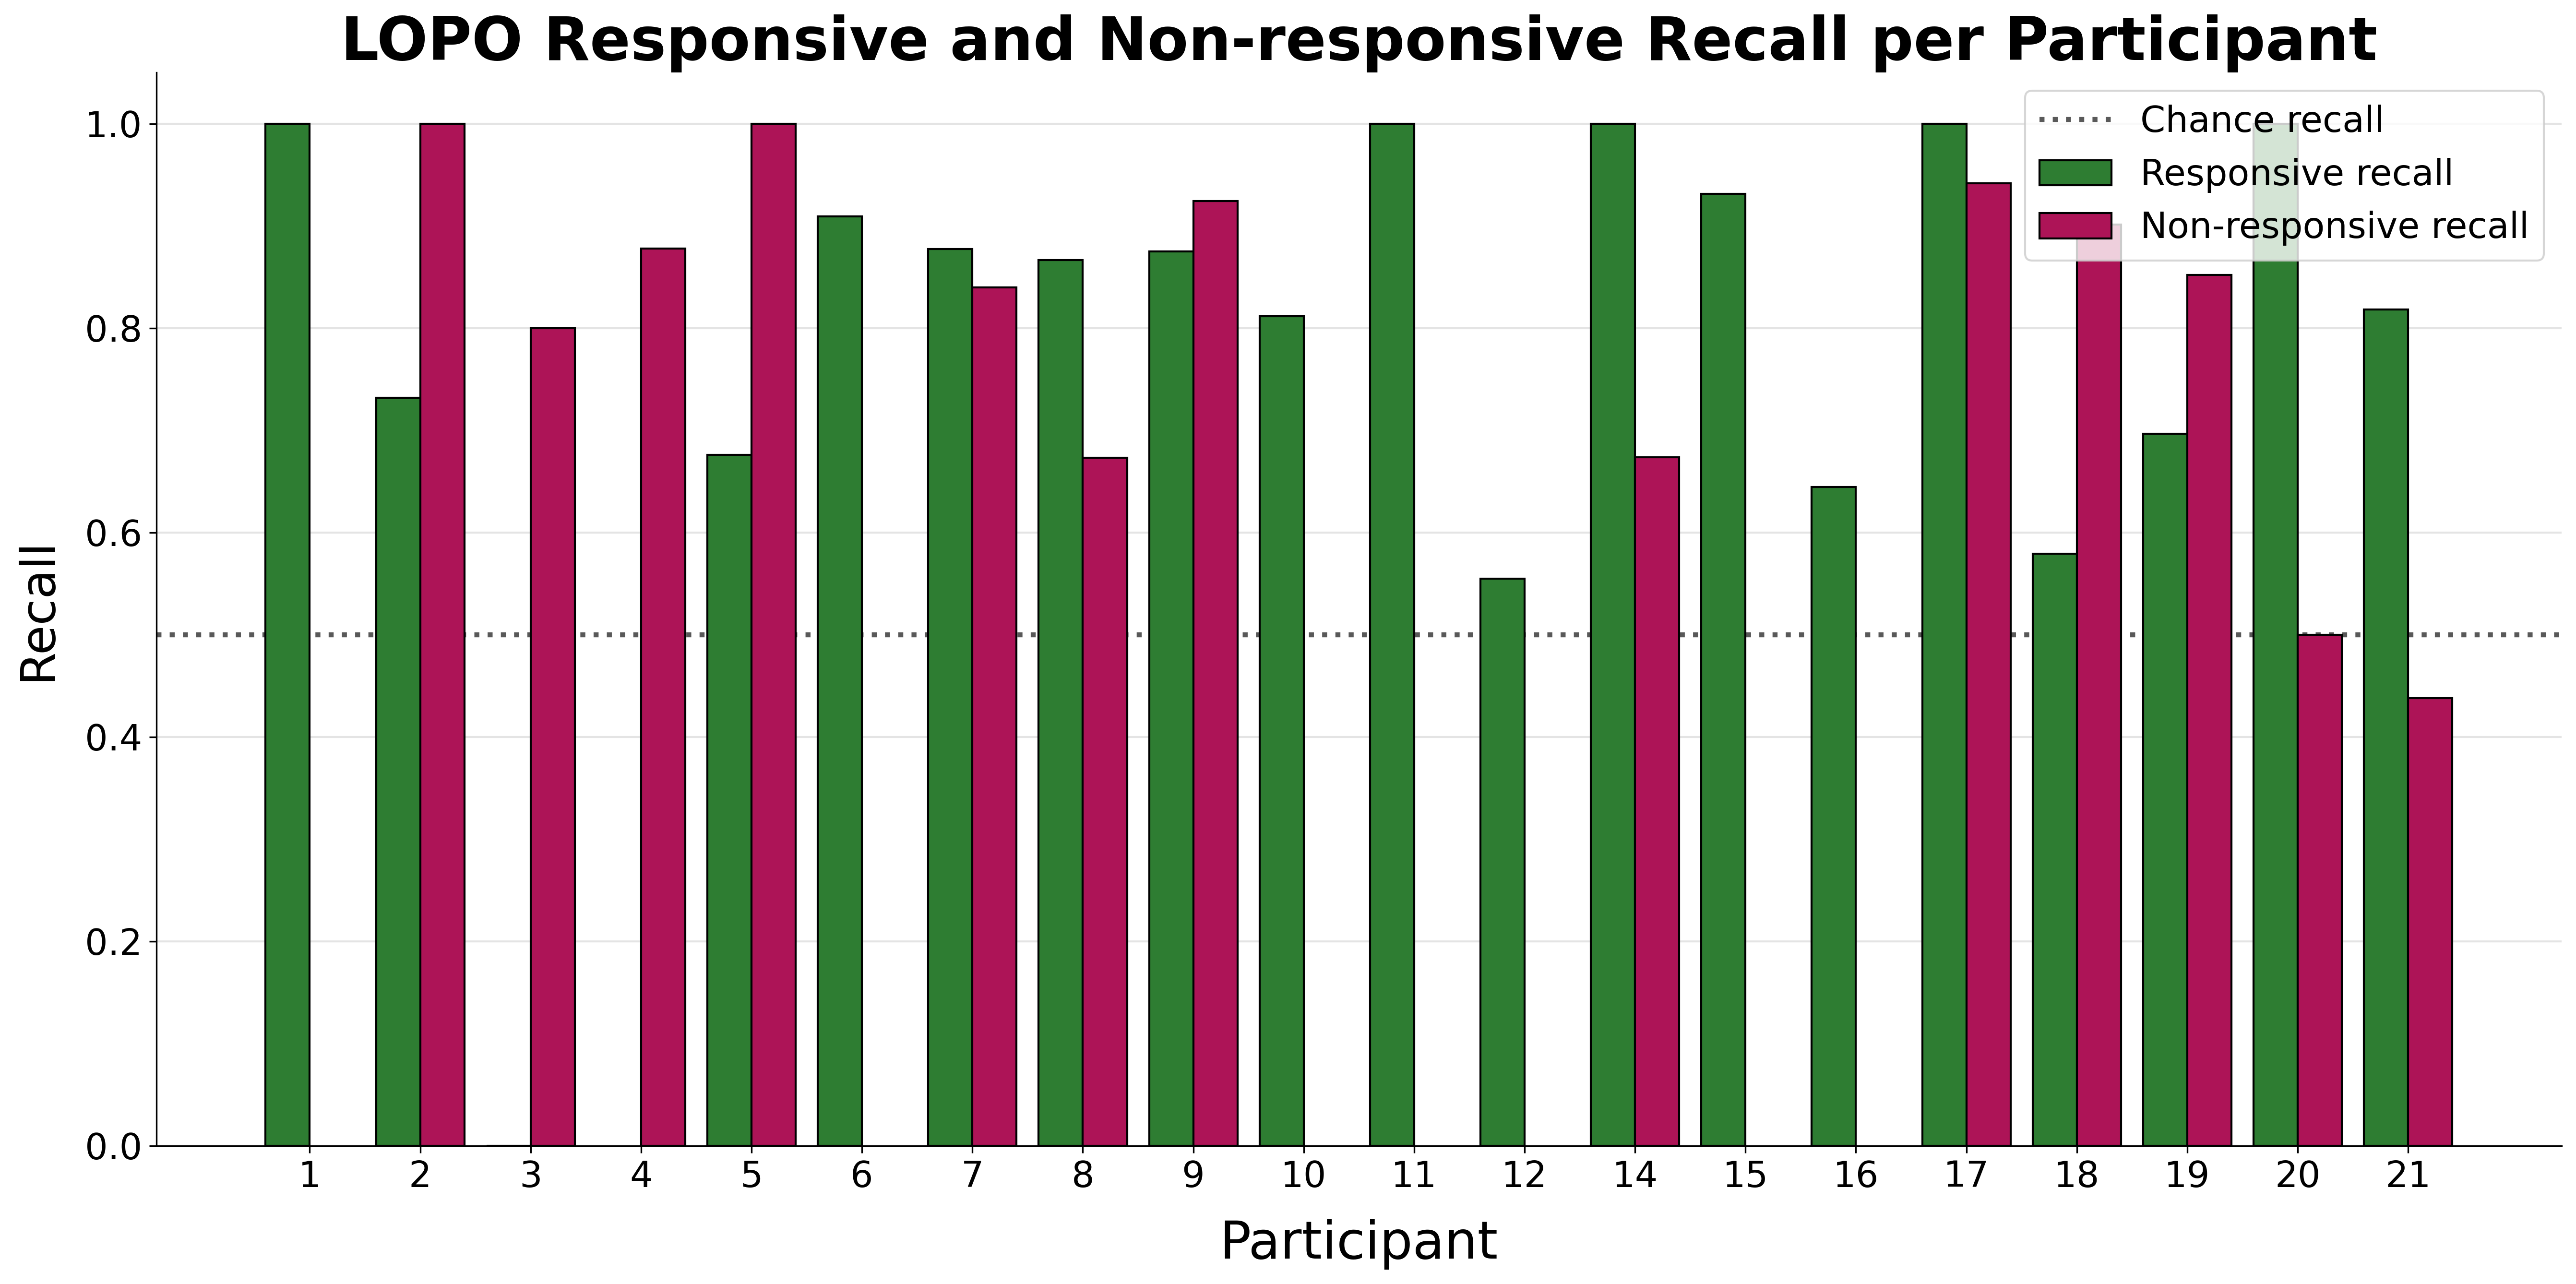 LOPO Responsive and Non-responsive Recall per Participant
Chance recall
Responsive recall
Non-responsive recall
1.0
0.8
0.6
0.4
0.2
0.0
Recall
1 2 3 4 5 6 7 8 9 10 11 12 14 15 16 17 18 19 20 21
Participant